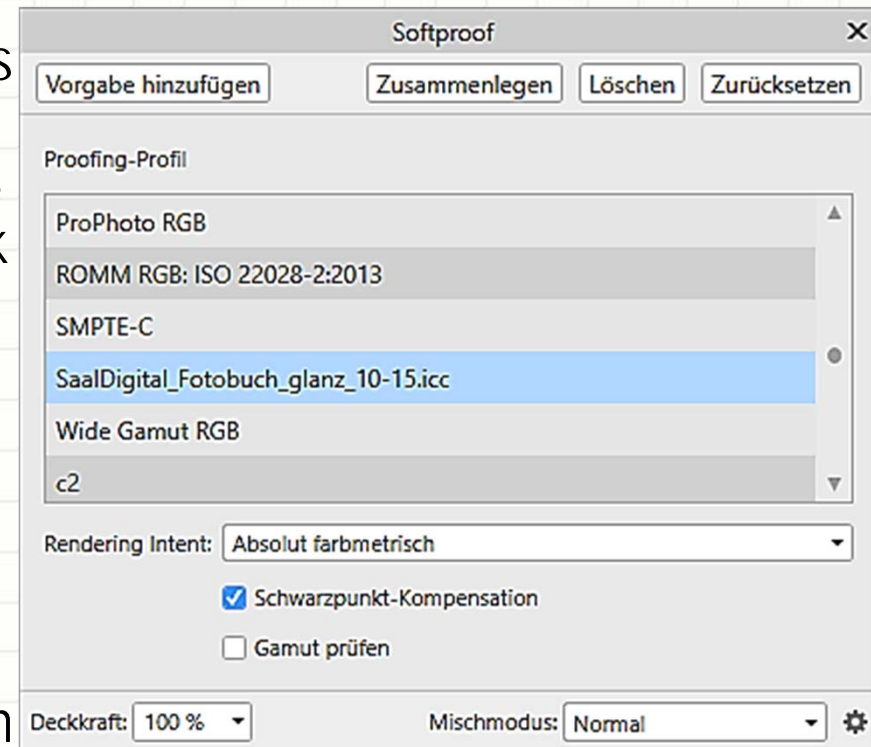 Softproof
Vorgabe hinzufügen Zusammenlegen Löschen Zurücksetzen
Proofing-Profil
ProPhoto RGB
ROMM RGB: ISO 22028-2:2013
SMPTE-C
SaalDigital_Fotobuch_glanz_10-15.icc
Wide Gamut RGB
c2
Rendering Intent: Absolut farbmetrisch
Schwarzpunkt-Kompensation
Gamut prüfen
Deckkraft: 100 % Mischmodus: Normal